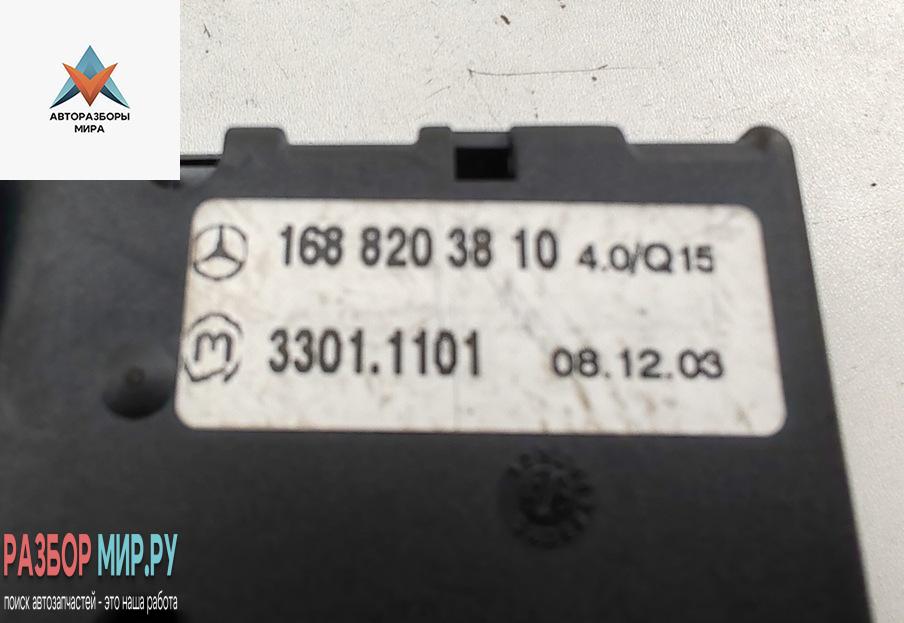 АВТОРАЗБОРЫ
МИРА
168 820 38 10 4.0/Q15
M 3301.1101 08.12.03
РАЗБОР МИР.РУ
поиск автозапчастей - это наша работа